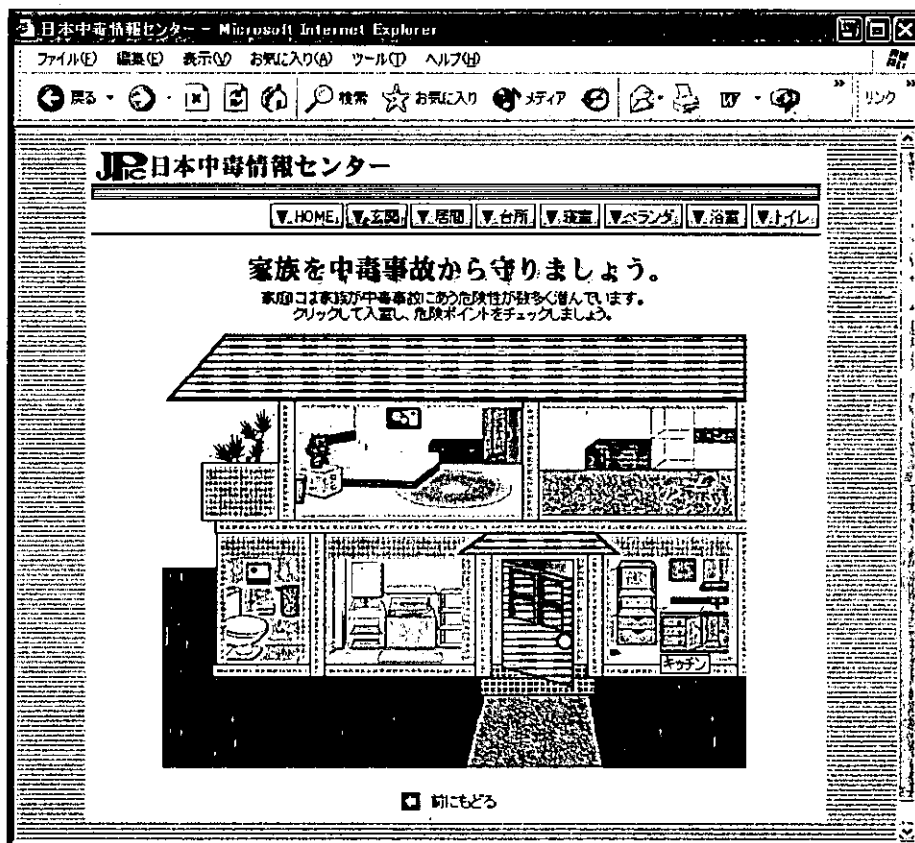 日本中毒情報センター - Microsoft Internet Explorer
ファイル(F) 編集(E) 表示(V) お気に入り(A) ツール(T) ヘルプ(H)
戻る 検索 お気に入り メディア W » リンク »
JPIC 日本中毒情報センター
▼.HOME ▼.玄関 ▼.居間 ▼.台所 ▼.寝室 ▼.ベランダ ▼.浴室 ▼.トイレ
家族を中毒事故から守りましょう。
家庭には家族が中毒事故にあう危険性が数多く潜んでいます。
クリックして入室し、危険ポイントをチェックしましょう。
キッチン
前にもどる